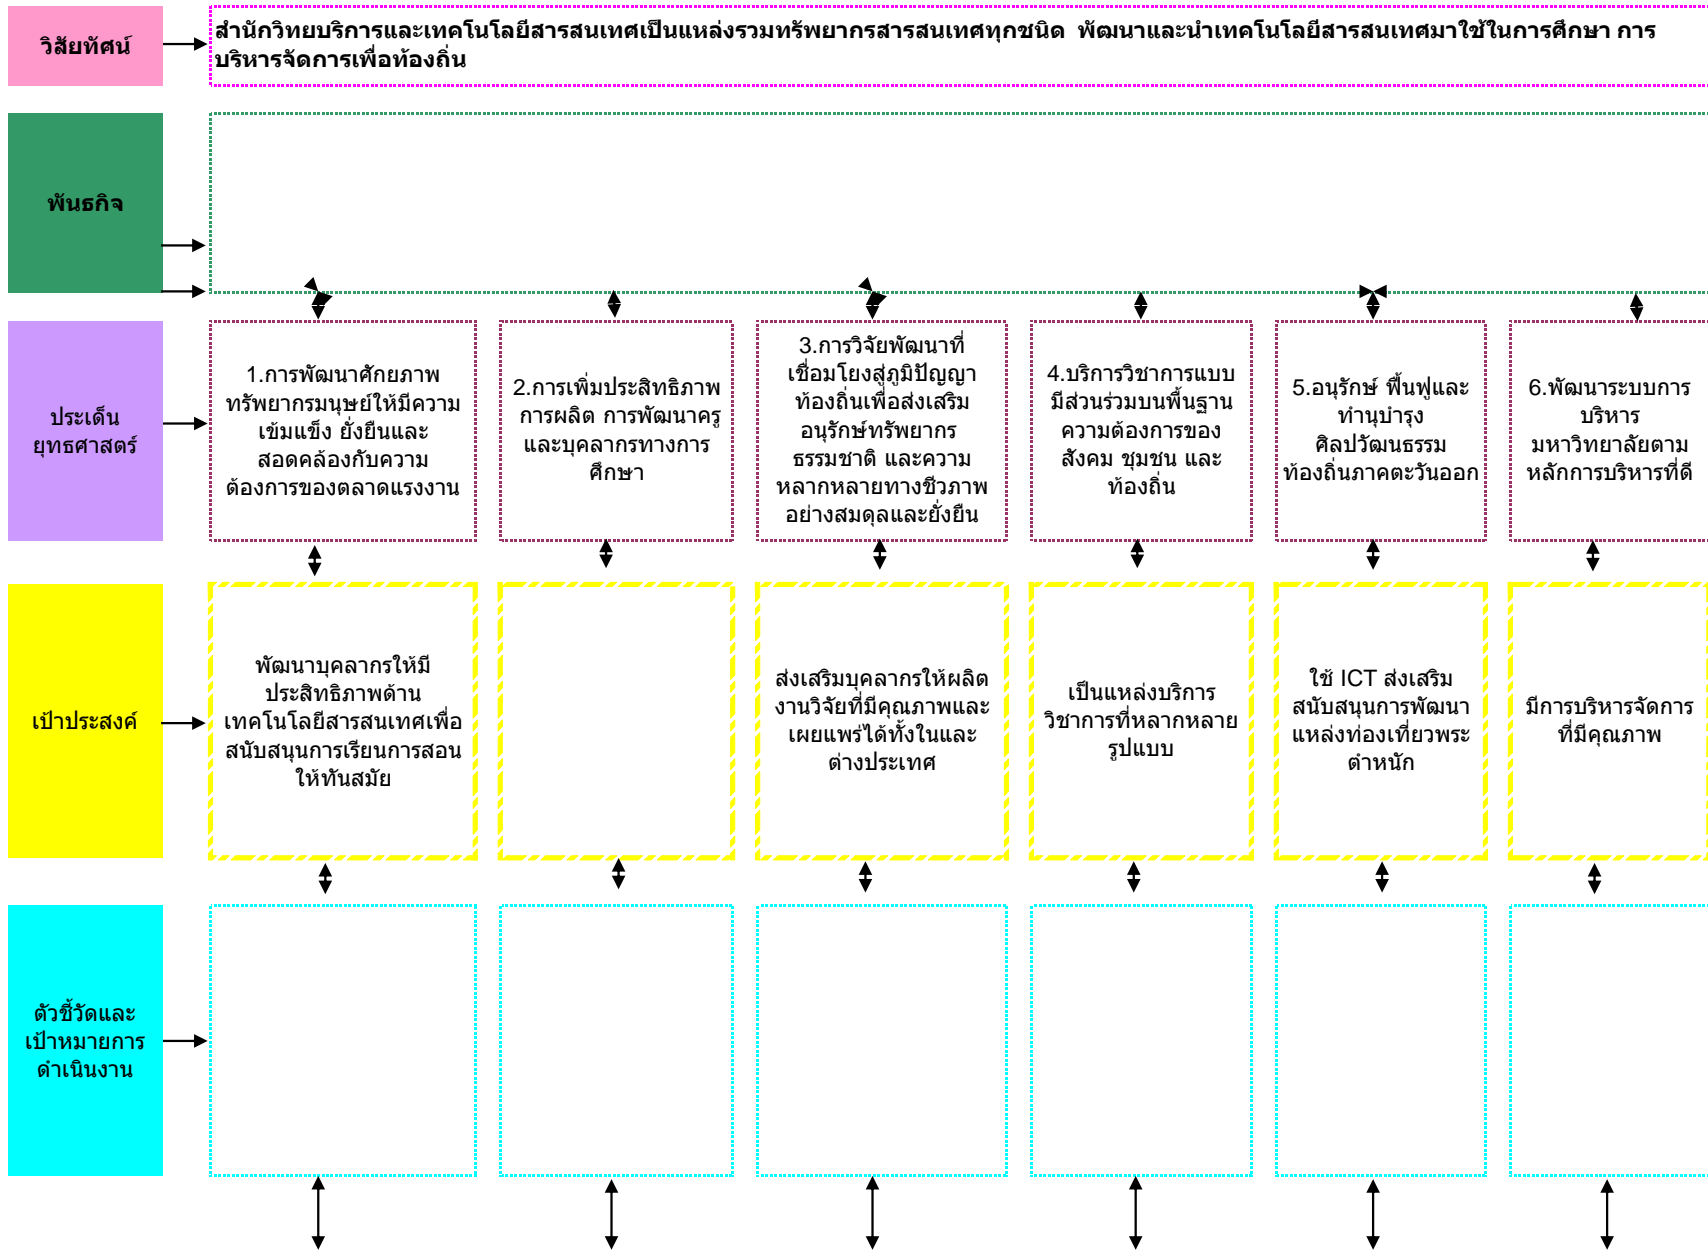 วิสัยทัศน์
สำนักวิทยบริการและเทคโนโลยีสารสนเทศเป็นแหล่งรวมทรัพยากรสารสนเทศทุกชนิด พัฒนาและนำเทคโนโลยีสารสนเทศมาใช้ในการศึกษา การ
บริหารจัดการเพื่อท้องถิ่น
พันธกิจ
ประเด็น
ยุทธศาสตร์
1.การพัฒนาศักยภาพ
ทรัพยากรมนุษย์ให้มีความ
เข้มแข็ง ยั่งยืนและ
สอดคล้องกับความ
ต้องการของตลาดแรงงาน
2.การเพิ่มประสิทธิภาพ
การผลิต การพัฒนาครู
และบุคลากรทางการ
ศึกษา
3.การวิจัยพัฒนาที่
เชื่อมโยงสู่ภูมิปัญญา
ท้องถิ่นเพื่อส่งเสริม
อนุรักษ์ทรัพยากร
ธรรมชาติ และความ
หลากหลายทางชีวภาพ
อย่างสมดุลและยั่งยืน
4.บริการวิชาการแบบ
มีส่วนร่วมบนพื้นฐาน
ความต้องการของ
สังคม ชุมชน และ
ท้องถิ่น
5.อนุรักษ์ ฟื้นฟูและ
ทำนุบำรุง
ศิลปวัฒนธรรม
ท้องถิ่นภาคตะวันออก
6.พัฒนาระบบการ
บริหาร
มหาวิทยาลัยตาม
หลักการบริหารที่ดี
เป้าประสงค์
พัฒนาบุคลากรให้มี
ประสิทธิภาพด้าน
เทคโนโลยีสารสนเทศเพื่อ
สนับสนุนการเรียนการสอน
ให้ทันสมัย
ส่งเสริมบุคลากรให้ผลิต
งานวิจัยที่มีคุณภาพและ
เผยแพร่ได้ทั้งในและ
ต่างประเทศ
เป็นแหล่งบริการ
วิชาการที่หลากหลาย
รูปแบบ
ใช้ ICT ส่งเสริม
สนับสนุนการพัฒนา
แหล่งท่องเที่ยวพระ
ตำหนัก
มีการบริหารจัดการ
ที่มีคุณภาพ
ตัวชี้วัดและ
เป้าหมายการ
ดำเนินงาน